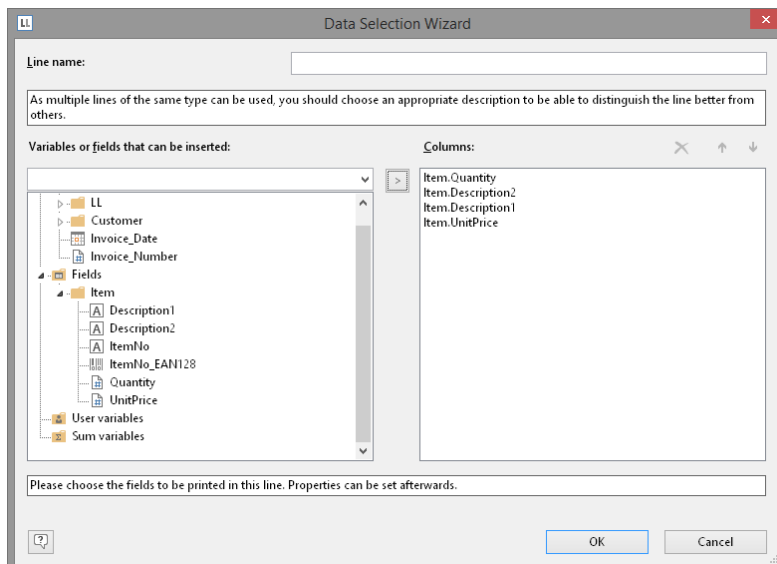 LL
Data Selection Wizard
Line name:
As multiple lines of the same type can be used, you should choose an appropriate description to be able to distinguish the line better from
others.
Variables or fields that can be inserted:
Columns:
>
LL
Customer
Invoice_Date
Invoice_Number
Fields
Item
Description1
Description2
ItemNo
ItemNo_EAN128
Quantity
UnitPrice
User variables
Sum variables
Item.Quantity
Item.Description2
Item.Description1
Item.UnitPrice
Please choose the fields to be printed in this line. Properties can be set afterwards.
OK
Cancel